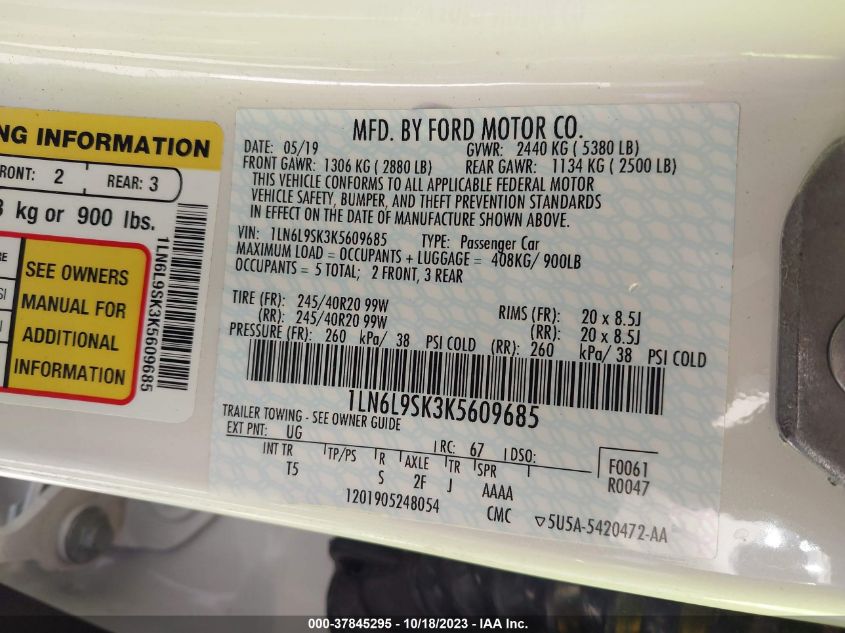 NG INFORMATION
FRONT: 2 REAR: 3
kg or 900 lbs.
SEE OWNERS
MANUAL FOR
ADDITIONAL
INFORMATION
1LN6L9SK3K5609685
MFD. BY FORD MOTOR CO.
DATE: 05/19 GVWR: 2440 KG ( 5380 LB)
FRONT GAWR: 1306 KG ( 2880 LB) REAR GAWR: 1134 KG ( 2500 LB)
THIS VEHICLE CONFORMS TO ALL APPLICABLE FEDERAL MOTOR
VEHICLE SAFETY, BUMPER, AND THEFT PREVENTION STANDARDS
IN EFFECT ON THE DATE OF MANUFACTURE SHOWN ABOVE.
VIN: 1LN6L9SK3K5609685 TYPE: Passenger Car
MAXIMUM LOAD = OCCUPANTS + LUGGAGE = 408KG/ 900LB
OCCUPANTS = 5 TOTAL; 2 FRONT, 3 REAR
TIRE (FR): 245/40R20 99W RIMS (FR): 20 x 8.5J
(RR): 245/40R20 99W (RR): 20 x 8.5J
PRESSURE (FR): 260 kPa/ 38 PSI COLD (RR): 260 kPa/ 38 PSI COLD
1LN6L9SK3K5609685
TRAILER TOWING - SEE OWNER GUIDE
EXT PNT: UG RC: 67 DSO:
INT TR TP/PS R AXLE TR SPR
T5 S 2F J AAAA
F0061
R0047
1201905248054 CMC ▽5U5A-5420472-AA
000-37845295 - 10/18/2023 - IAA Inc.